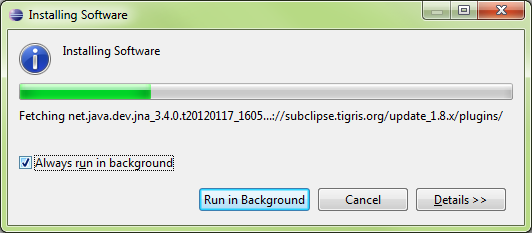 Installing Software
Installing Software
Fetching net.java.dev.jna_3.4.0.t20120117_1605...://subclipse.tigris.org/update_1.8.x/plugins/
Always run in background
Run in Background Cancel Details >>